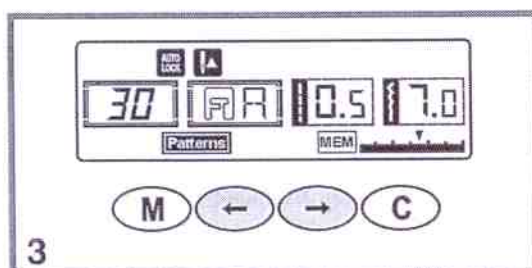 AUTO LOCK
30 A A 0.5 7.0
Patterns MEM
M ← → C
3